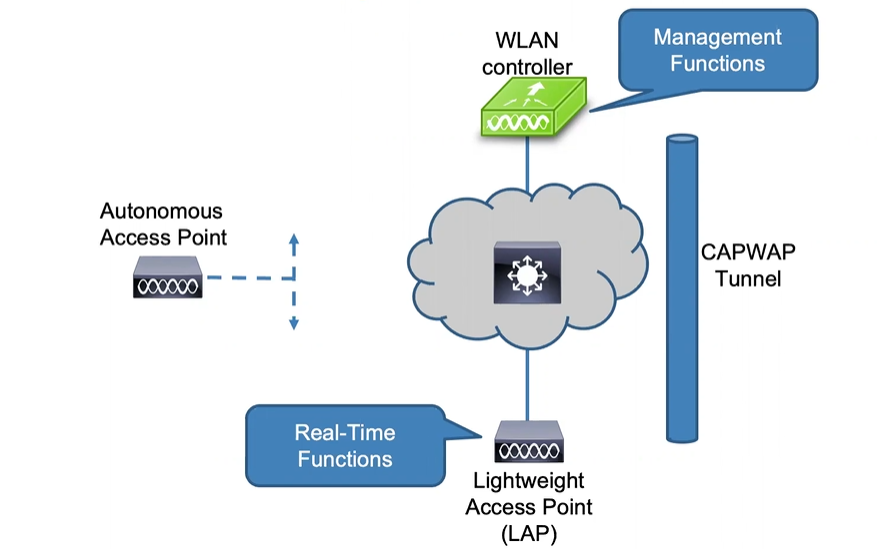 WLAN
controller
Management
Functions
Autonomous
Access Point
CAPWAP
Tunnel
Real-Time
Functions
Lightweight
Access Point
(LAP)